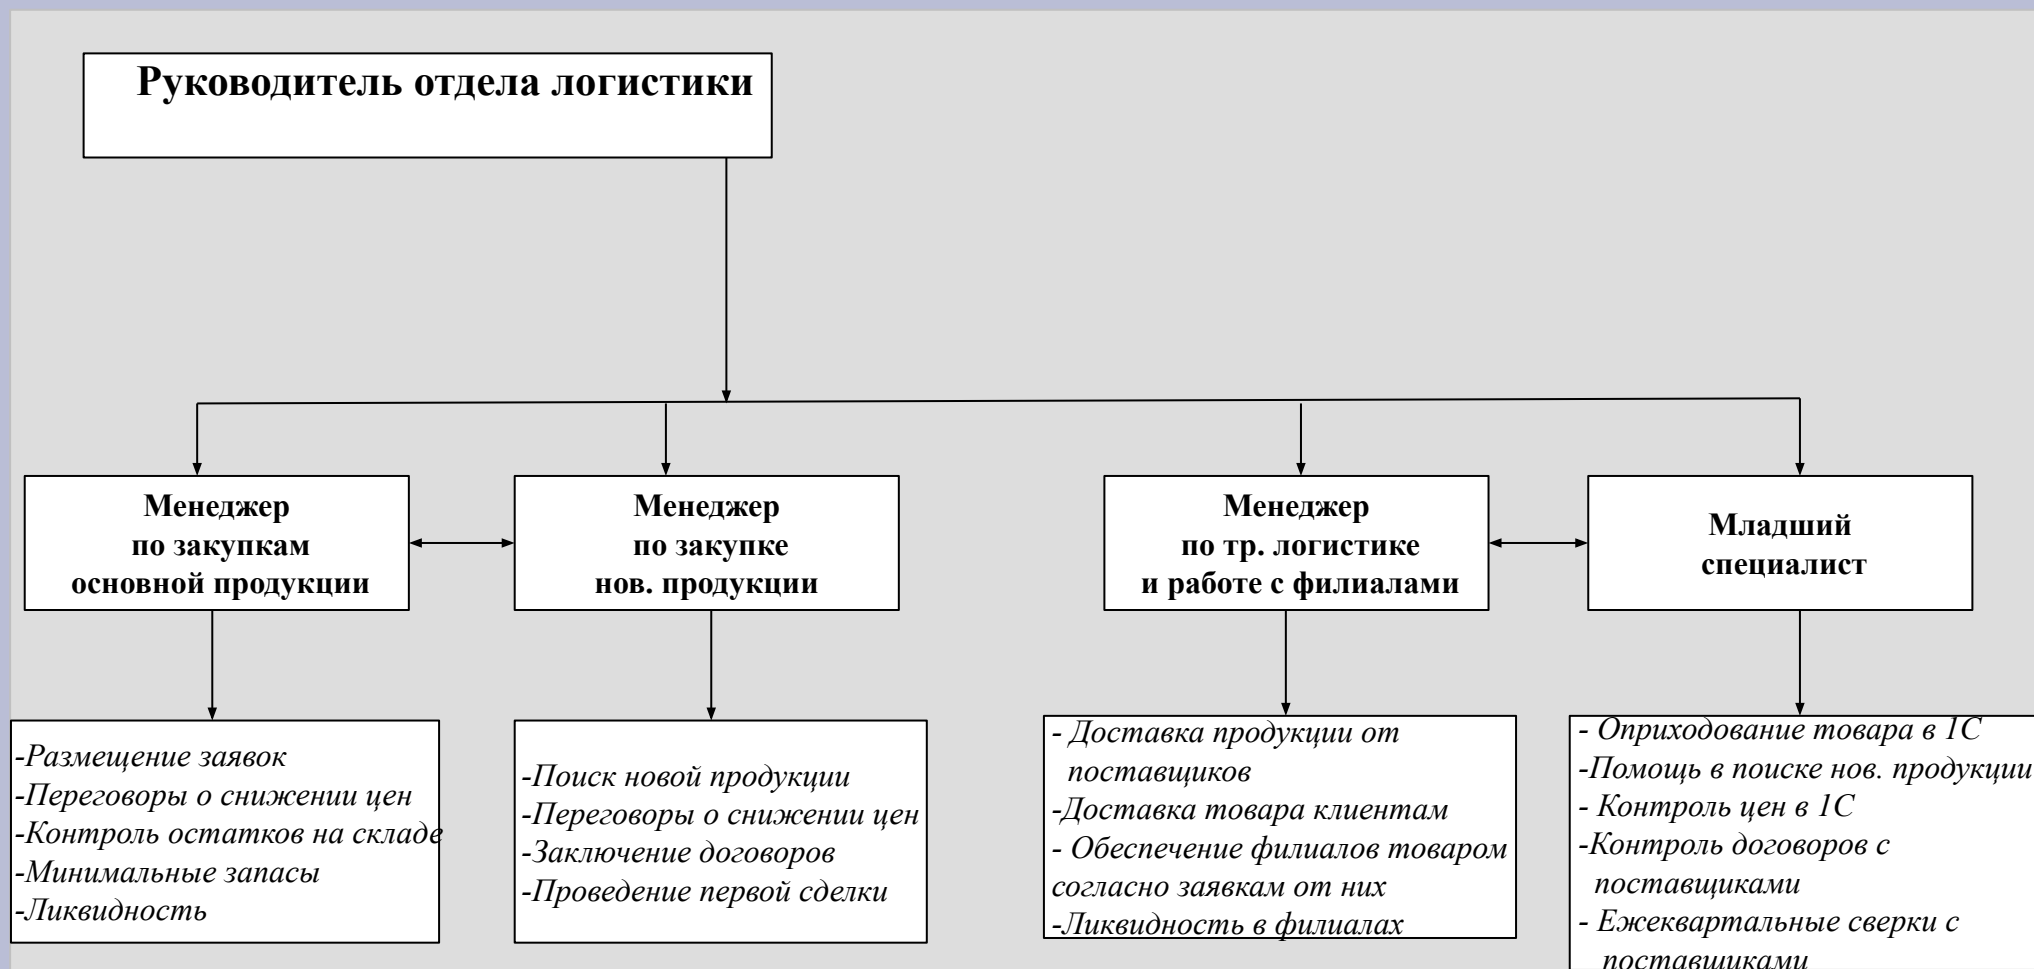 Руководитель отдела логистики
Менеджер
по закупкам
основной продукции
Менеджер
по закупке
нов. продукции
Менеджер
по тр. логистике
и работе с филиалами
Младший
специалист
-Размещение заявок
-Переговоры о снижении цен
-Контроль остатков на складе
-Минимальные запасы
-Ликвидность
-Поиск новой продукции
-Переговоры о снижении цен
-Заключение договоров
-Проведение первой сделки
- Доставка продукции от
поставщиков
-Доставка товара клиентам
- Обеспечение филиалов товаром
согласно заявкам от них
-Ликвидность в филиалах
- Оприходование товара в 1С
-Помощь в поиске нов. продукции
- Контроль цен в 1С
-Контроль договоров с
поставщиками
- Ежеквартальные сверки с
поставщиками